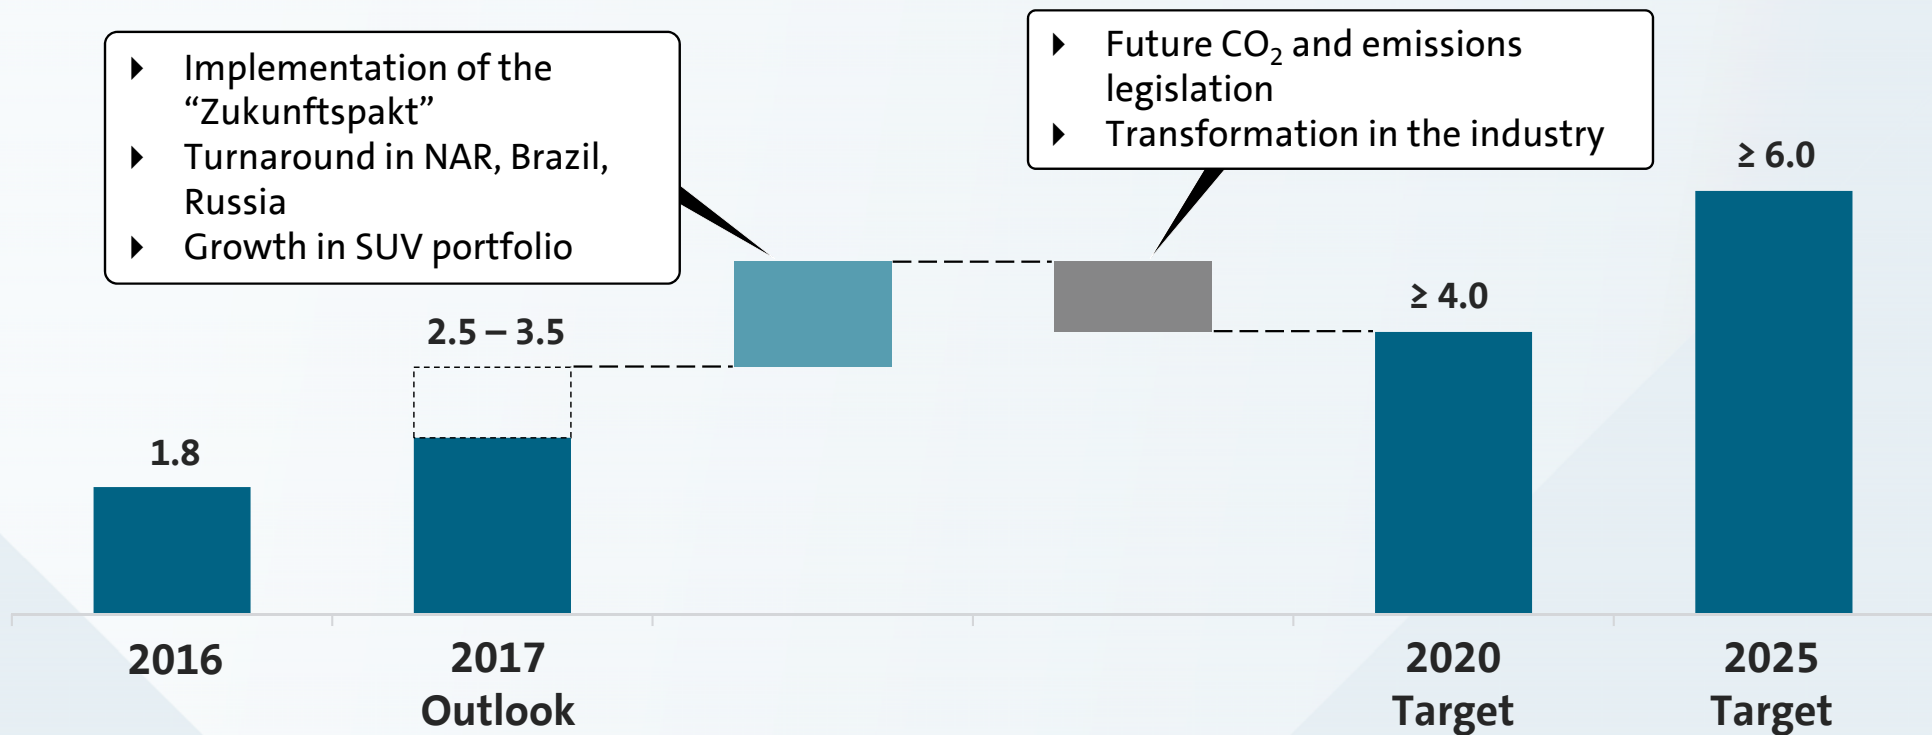 Implementation of the
“Zukunftspakt”
Turnaround in NAR, Brazil,
Russia
Growth in SUV portfolio
Future CO₂ and emissions
legislation
Transformation in the industry
1.8
2.5 – 3.5
≥ 4.0
≥ 6.0
2016
2017
Outlook
2020
Target
2025
Target